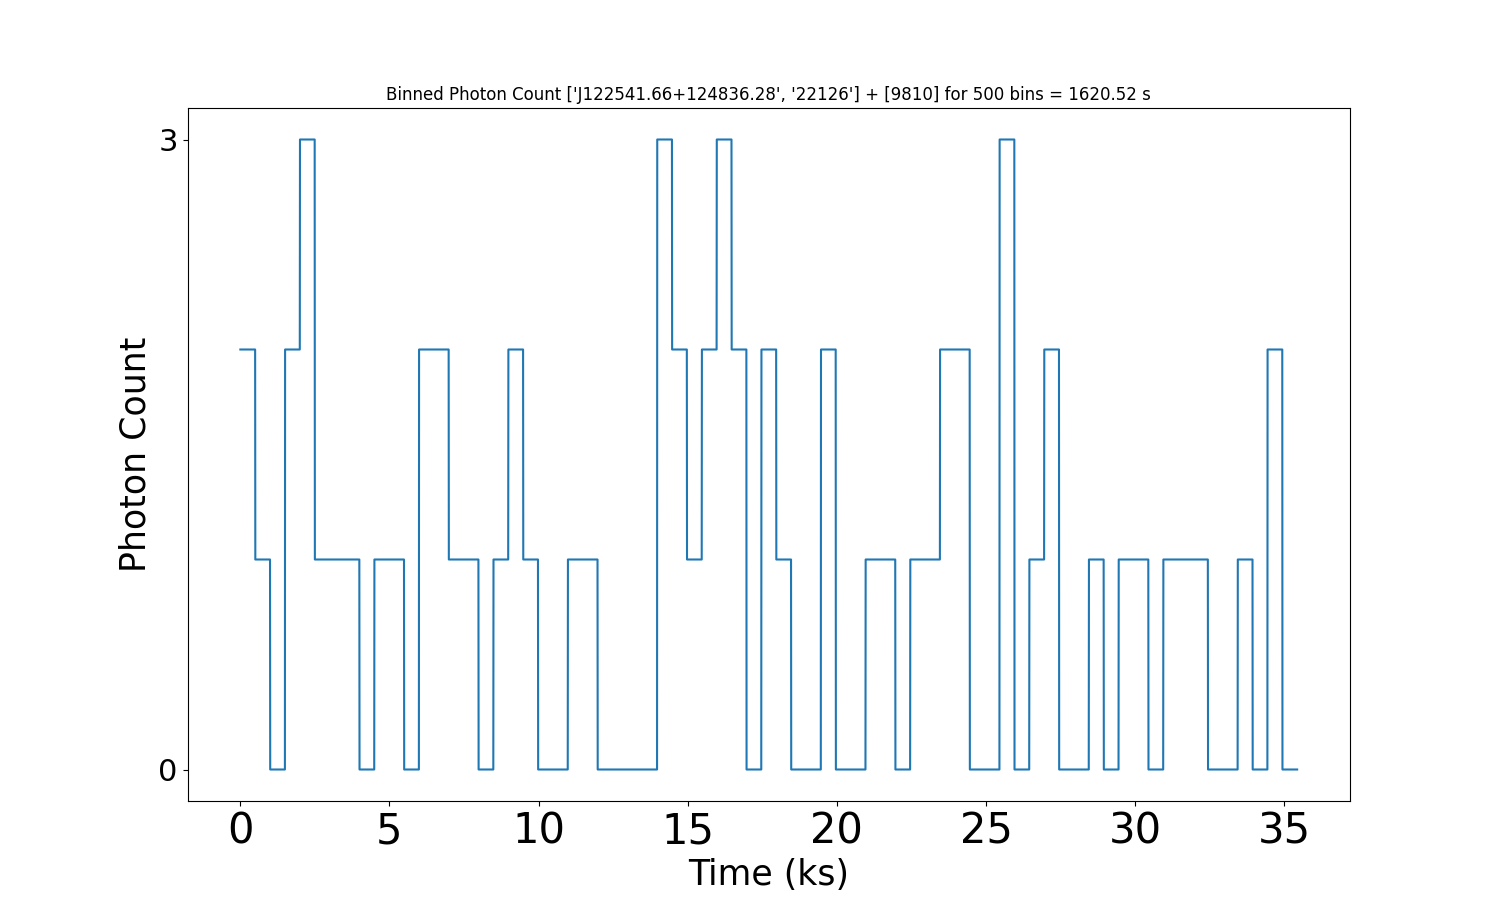 Binned Photon Count ['J122541.66+124836.28', '22126'] + [9810] for 500 bins = 1620.52 s
3
0
Photon Count
0 5 10 15 20 25 30 35
Time (ks)